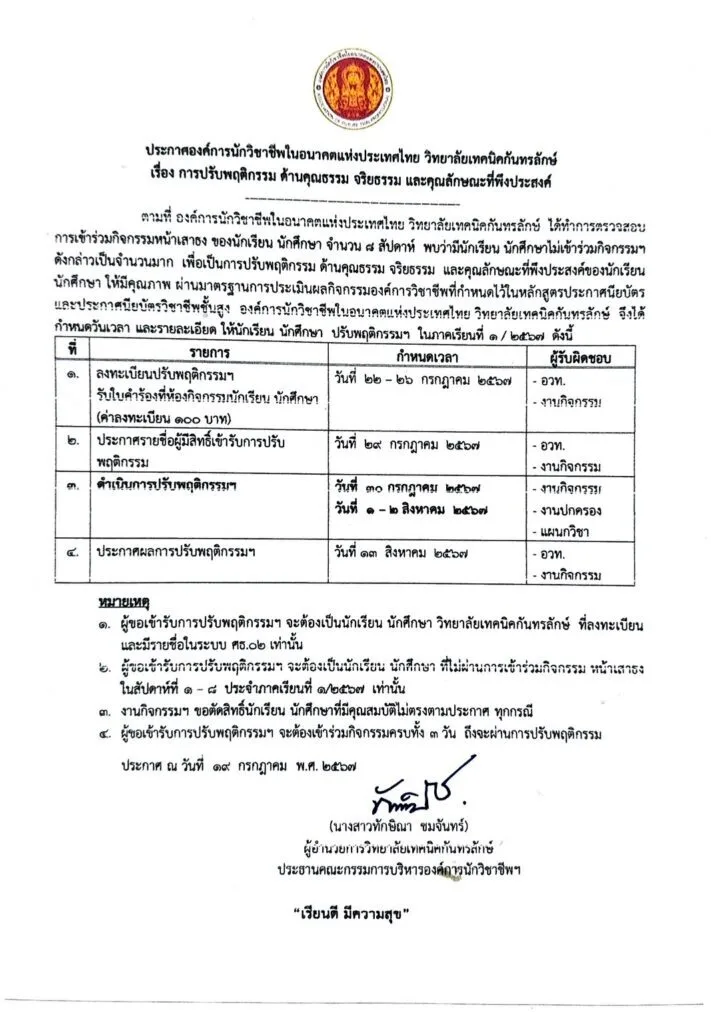 ประกาศองค์การนักวิชาชีพในอนาคตแห่งประเทศไทย วิทยาลัยเทคนิคกันทรลักษ์
เรื่อง การปรับพฤติกรรม ด้านคุณธรรม จริยธรรม และคุณลักษณะที่พึงประสงค์
ตามที่ องค์การนักวิชาชีพในอนาคตแห่งประเทศไทย วิทยาลัยเทคนิคกันทรลักษ์ ได้ทำการตรวจสอบ
การเข้าร่วมกิจกรรมหน้าเสาธง ของนักเรียน นักศึกษา จำนวน ๘ สัปดาห์ พบว่ามีนักเรียน นักศึกษาไม่เข้าร่วมกิจกรรมฯ
ดังกล่าวเป็นจำนวนมาก เพื่อเป็นการปรับพฤติกรรม ด้านคุณธรรม จริยธรรม และคุณลักษณะที่พึงประสงค์ของนักเรียน
นักศึกษา ให้มีคุณภาพ ผ่านมาตรฐานการประเมินผลกิจกรรมองค์การวิชาชีพที่กำหนดไว้ในหลักสูตรประกาศนียบัตร
และประกาศนียบัตรวิชาชีพชั้นสูง องค์การนักวิชาชีพในอนาคตแห่งประเทศไทย วิทยาลัยเทคนิคกันทรลักษ์ จึงได้
กำหนดวันเวลา และรายละเอียด ให้นักเรียน นักศึกษา ปรับพฤติกรรมฯ ในภาคเรียนที่ ๑ / ๒๕๖๗ ดังนี้
ที่ รายการ กำหนดเวลา ผู้รับผิดชอบ
๑. ลงทะเบียนปรับพฤติกรรมฯ วันที่ ๒๒ – ๒๖ กรกฎาคม ๒๕๖๗ - อวท.
รับใบคำร้องที่ห้องกิจกรรมนักเรียน นักศึกษา - งานกิจกรรม
(ค่าลงทะเบียน ๑๐๐ บาท)
๒. ประกาศรายชื่อผู้มีสิทธิ์เข้ารับการปรับ วันที่ ๒๙ กรกฎาคม ๒๕๖๗ - อวท.
พฤติกรรม - งานกิจกรรม
๓. ดำเนินการปรับพฤติกรรมฯ วันที่ ๓๐ กรกฎาคม ๒๕๖๗ - งานกิจกรรม
วันที่ ๑ – ๒ สิงหาคม ๒๕๖๗ - งานปกครอง
- แผนกวิชา
๔. ประกาศผลการปรับพฤติกรรมฯ วันที่ ๑๓ สิงหาคม ๒๕๖๗ - อวท.
- งานกิจกรรม
หมายเหตุ
๑. ผู้ขอเข้ารับการปรับพฤติกรรมฯ จะต้องเป็นนักเรียน นักศึกษา วิทยาลัยเทคนิคกันทรลักษ์ ที่ลงทะเบียน
และมีรายชื่อในระบบ ศธ.๐๒ เท่านั้น
๒. ผู้ขอเข้ารับการปรับพฤติกรรมฯ จะต้องเป็นนักเรียน นักศึกษา ที่ไม่ผ่านการเข้าร่วมกิจกรรม หน้าเสาธง
ในสัปดาห์ที่ ๑ – ๘ ประจำภาคเรียนที่ ๑/๒๕๖๗ เท่านั้น
๓. งานกิจกรรมฯ ขอตัดสิทธิ์นักเรียน นักศึกษาที่มีคุณสมบัติไม่ตรงตามประกาศ ทุกกรณี
๔. ผู้ขอเข้ารับการปรับพฤติกรรมฯ จะต้องเข้าร่วมกิจกรรมครบทั้ง ๓ วัน ถึงจะผ่านการปรับพฤติกรรม
ประกาศ ณ วันที่ ๑๙ กรกฎาคม พ.ศ. ๒๕๖๗
(นางสาวทักษิณา ชมจันทร์)
ผู้อำนวยการวิทยาลัยเทคนิคกันทรลักษ์
ประธานคณะกรรมการบริหารองค์การนักวิชาชีพฯ
"เรียนดี มีความสุข"